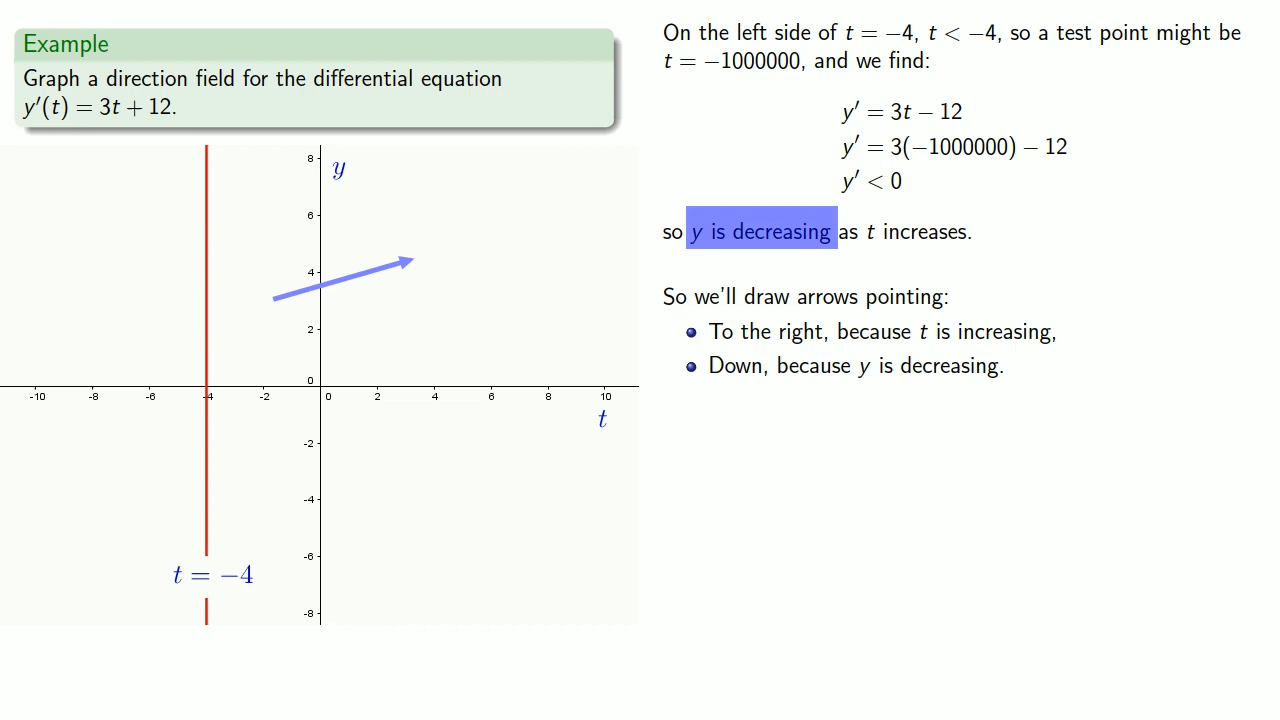 Example
Graph a direction field for the differential equation
y′(t) = 3t + 12.
On the left side of t = −4, t < −4, so a test point might be
t = −1000000, and we find:
y′ = 3t − 12
y′ = 3(−1000000) − 12
y′ < 0
so y is decreasing as t increases.
So we'll draw arrows pointing:
To the right, because t is increasing,
Down, because y is decreasing.
y
8
6
4
2
0
-10 -8 -6 -4 -2 0 2 4 6 8 10
t
-2
-4
-6
t = −4
-8